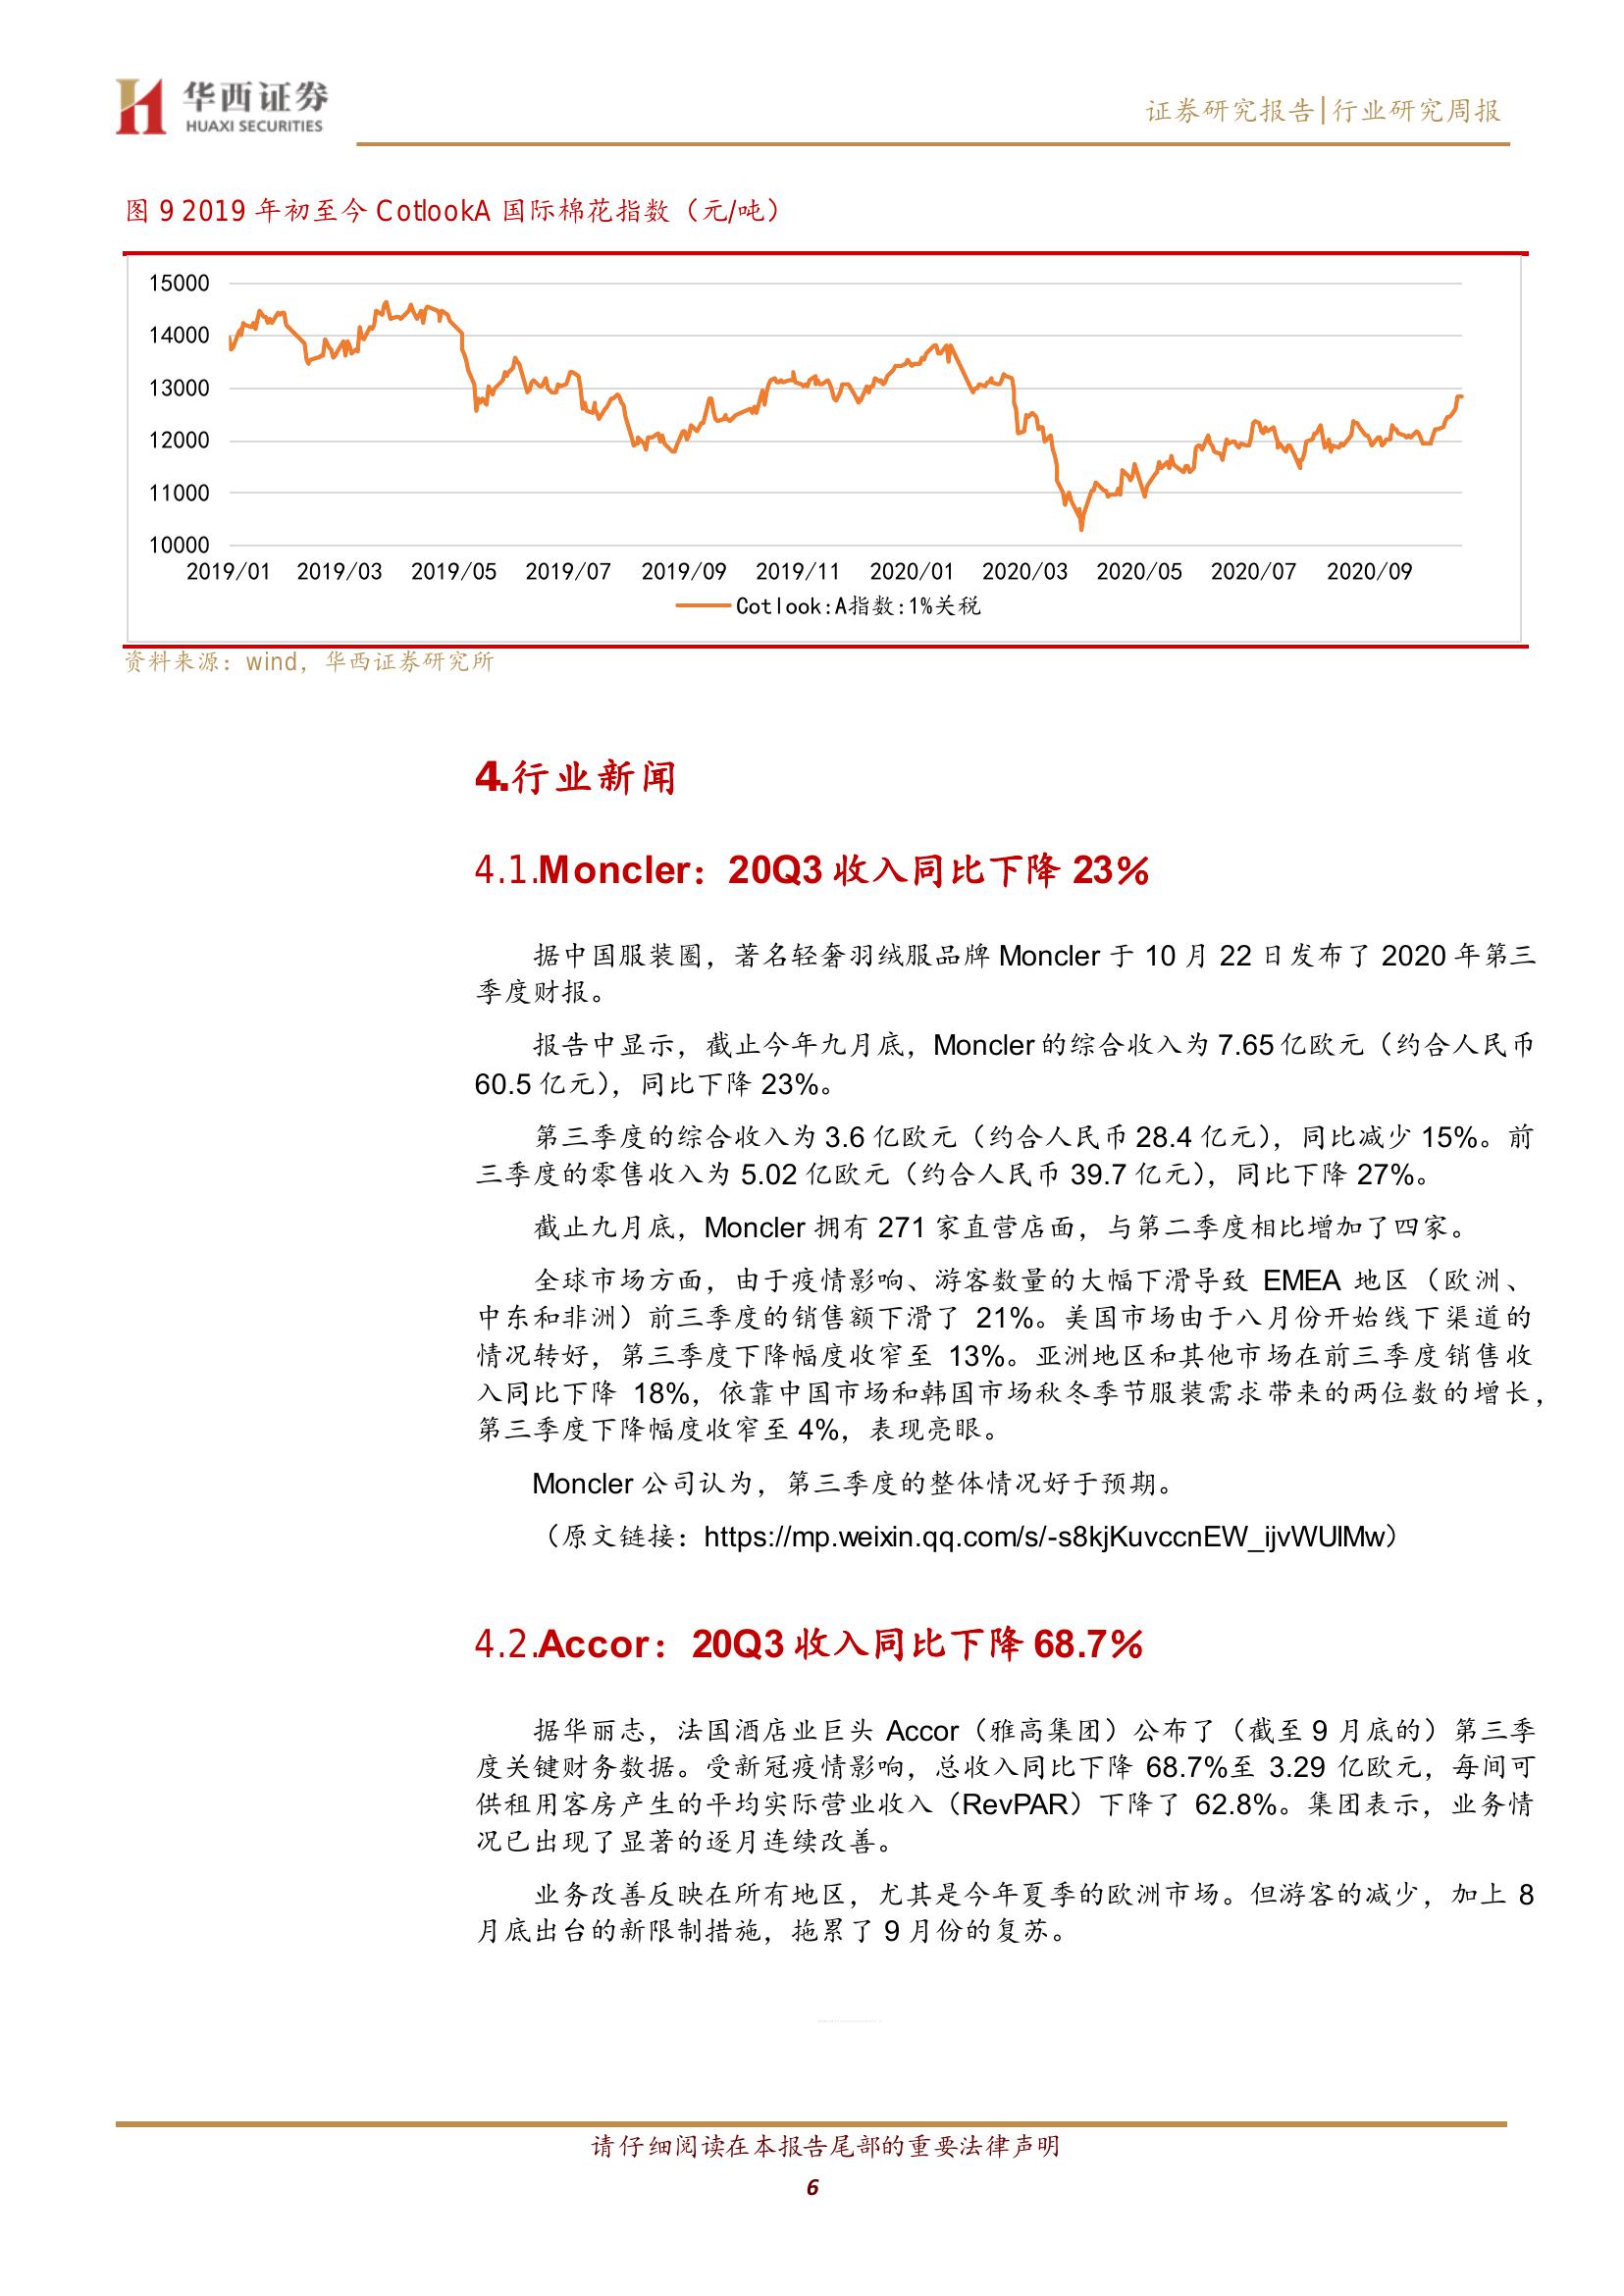 华西证券
HUAXI SECURITIES
证券研究报告|行业研究周报
图 9 2019 年初至今 CotlookA 国际棉花指数（元/吨）
15000
14000
13000
12000
11000
10000
2019/01 2019/03 2019/05 2019/07 2019/09 2019/11 2020/01 2020/03 2020/05 2020/07 2020/09
Cotlook:A指数:1%关税
资料来源：wind，华西证券研究所
4.行业新闻
4.1.Moncler：20Q3 收入同比下降 23%
据中国服装圈，著名轻奢羽绒服品牌 Moncler 于 10 月 22 日发布了 2020 年第三
季度财报。
报告中显示，截止今年九月底，Moncler 的综合收入为 7.65 亿欧元（约合人民币
60.5 亿元），同比下降 23%。
第三季度的综合收入为 3.6 亿欧元（约合人民币 28.4 亿元），同比减少 15%。前
三季度的零售收入为 5.02 亿欧元（约合人民币 39.7 亿元），同比下降 27%。
截止九月底，Moncler 拥有 271 家直营店面，与第二季度相比增加了四家。
全球市场方面，由于疫情影响、游客数量的大幅下滑导致 EMEA 地区（欧洲、
中东和非洲）前三季度的销售额下滑了 21%。美国市场由于八月份开始线下渠道的
情况转好，第三季度下降幅度收窄至 13%。亚洲地区和其他市场在前三季度销售收
入同比下降 18%，依靠中国市场和韩国市场秋冬季节服装需求带来的两位数的增长，
第三季度下降幅度收窄至 4%，表现亮眼。
Moncler 公司认为，第三季度的整体情况好于预期。
（原文链接：https://mp.weixin.qq.com/s/-s8kjKuvccnEW_ijvWUlMw）
4.2.Accor：20Q3 收入同比下降 68.7%
据华丽志，法国酒店业巨头 Accor（雅高集团）公布了（截至 9 月底的）第三季
度关键财务数据。受新冠疫情影响，总收入同比下降 68.7%至 3.29 亿欧元，每间可
供租用客房产生的平均实际营业收入（RevPAR）下降了 62.8%。集团表示，业务情
况已出现了显著的逐月连续改善。
业务改善反映在所有地区，尤其是今年夏季的欧洲市场。但游客的减少，加上 8
月底出台的新限制措施，拖累了 9 月份的复苏。
请仔细阅读在本报告尾部的重要法律声明
6